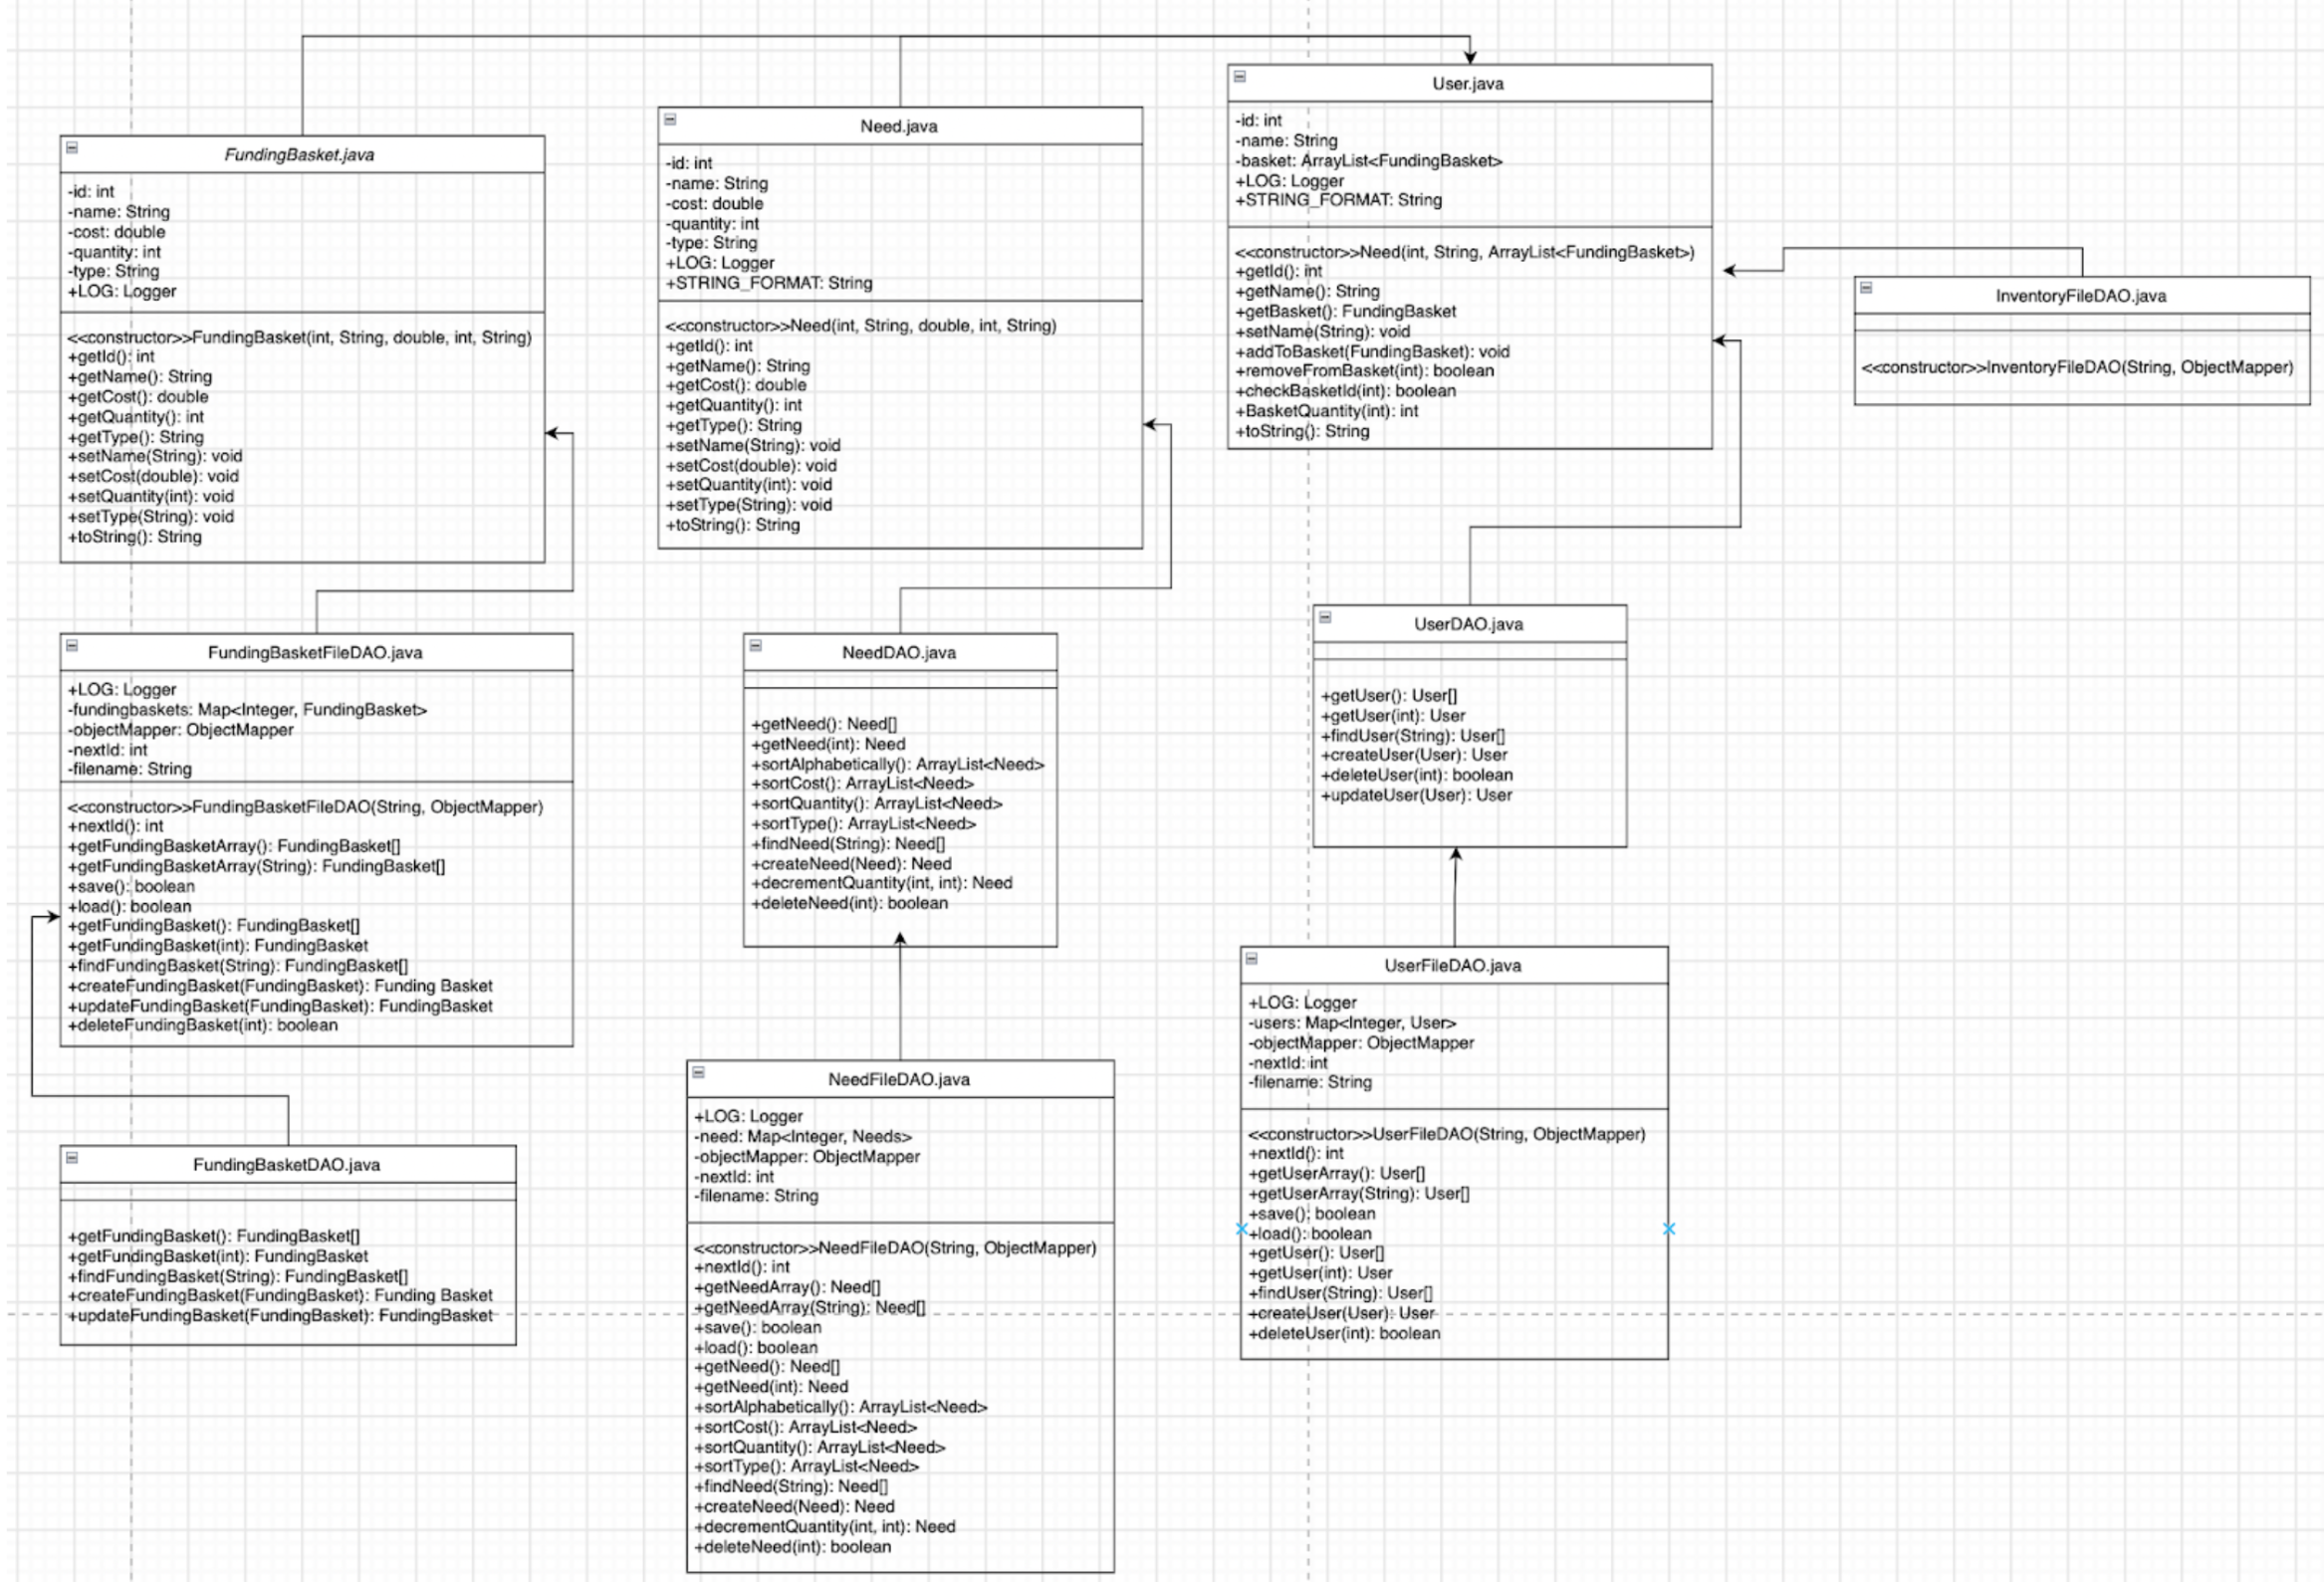 FundingBasket.java
-id: int
-name: String
-cost: double
-quantity: int
-type: String
+LOG: Logger
<<constructor>>FundingBasket(int, String, double, int, String)
+getId(): int
+getName(): String
+getCost(): double
+getQuantity(): int
+getType(): String
+setName(String): void
+setCost(double): void
+setQuantity(int): void
+setType(String): void
+toString(): String
Need.java
-id: int
-name: String
-cost: double
-quantity: int
-type: String
+LOG: Logger
+STRING_FORMAT: String
<<constructor>>Need(int, String, double, int, String)
+getId(): int
+getName(): String
+getCost(): double
+getQuantity(): int
+getType(): String
+setName(String): void
+setCost(double): void
+setQuantity(int): void
+setType(String): void
+toString(): String
User.java
-id: int
-name: String
-basket: ArrayList<FundingBasket>
+LOG: Logger
+STRING_FORMAT: String
<<constructor>>Need(int, String, ArrayList<FundingBasket>)
+getId(): int
+getName(): String
+getBasket(): FundingBasket
+setName(String): void
+addToBasket(FundingBasket): void
+removeFromBasket(int): boolean
+checkBasketId(int): boolean
+BasketQuantity(int): int
+toString(): String
InventoryFileDAO.java
<<constructor>>InventoryFileDAO(String, ObjectMapper)
FundingBasketFileDAO.java
+LOG: Logger
-fundingbaskets: Map<Integer, FundingBasket>
-objectMapper: ObjectMapper
-nextId: int
-filename: String
<<constructor>>FundingBasketFileDAO(String, ObjectMapper)
+nextId(): int
+getFundingBasketArray(): FundingBasket[]
+getFundingBasketArray(String): FundingBasket[]
+save(): boolean
+load(): boolean
+getFundingBasket(): FundingBasket[]
+getFundingBasket(int): FundingBasket
+findFundingBasket(String): FundingBasket[]
+createFundingBasket(FundingBasket): Funding Basket
+updateFundingBasket(FundingBasket): FundingBasket
+deleteFundingBasket(int): boolean
NeedDAO.java
+getNeed(): Need[]
+getNeed(int): Need
+sortAlphabetically(): ArrayList<Need>
+sortCost(): ArrayList<Need>
+sortQuantity(): ArrayList<Need>
+sortType(): ArrayList<Need>
+findNeed(String): Need[]
+createNeed(Need): Need
+decrementQuantity(int, int): Need
+deleteNeed(int): boolean
UserDAO.java
+getUser(): User[]
+getUser(int): User
+findUser(String): User[]
+createUser(User): User
+deleteUser(int): boolean
+updateUser(User): User
FundingBasketDAO.java
+getFundingBasket(): FundingBasket[]
+getFundingBasket(int): FundingBasket
+findFundingBasket(String): FundingBasket[]
+createFundingBasket(FundingBasket): Funding Basket
+updateFundingBasket(FundingBasket): FundingBasket
NeedFileDAO.java
+LOG: Logger
-need: Map<Integer, Needs>
-objectMapper: ObjectMapper
-nextId: int
-filename: String
<<constructor>>NeedFileDAO(String, ObjectMapper)
+nextId(): int
+getNeedArray(): Need[]
+getNeedArray(String): Need[]
+save(): boolean
+load(): boolean
+getNeed(): Need[]
+getNeed(int): Need
+sortAlphabetically(): ArrayList<Need>
+sortCost(): ArrayList<Need>
+sortQuantity(): ArrayList<Need>
+sortType(): ArrayList<Need>
+findNeed(String): Need[]
+createNeed(Need): Need
+decrementQuantity(int, int): Need
+deleteNeed(int): boolean
UserFileDAO.java
+LOG: Logger
-users: Map<Integer, User>
-objectMapper: ObjectMapper
-nextId: int
-filename: String
<<constructor>>UserFileDAO(String, ObjectMapper)
+nextId(): int
+getUserArray(): User[]
+getUserArray(String): User[]
+save(): boolean
+load(): boolean
+getUser(): User[]
+getUser(int): User
+findUser(String): User[]
+createUser(User): User
+deleteUser(int): boolean